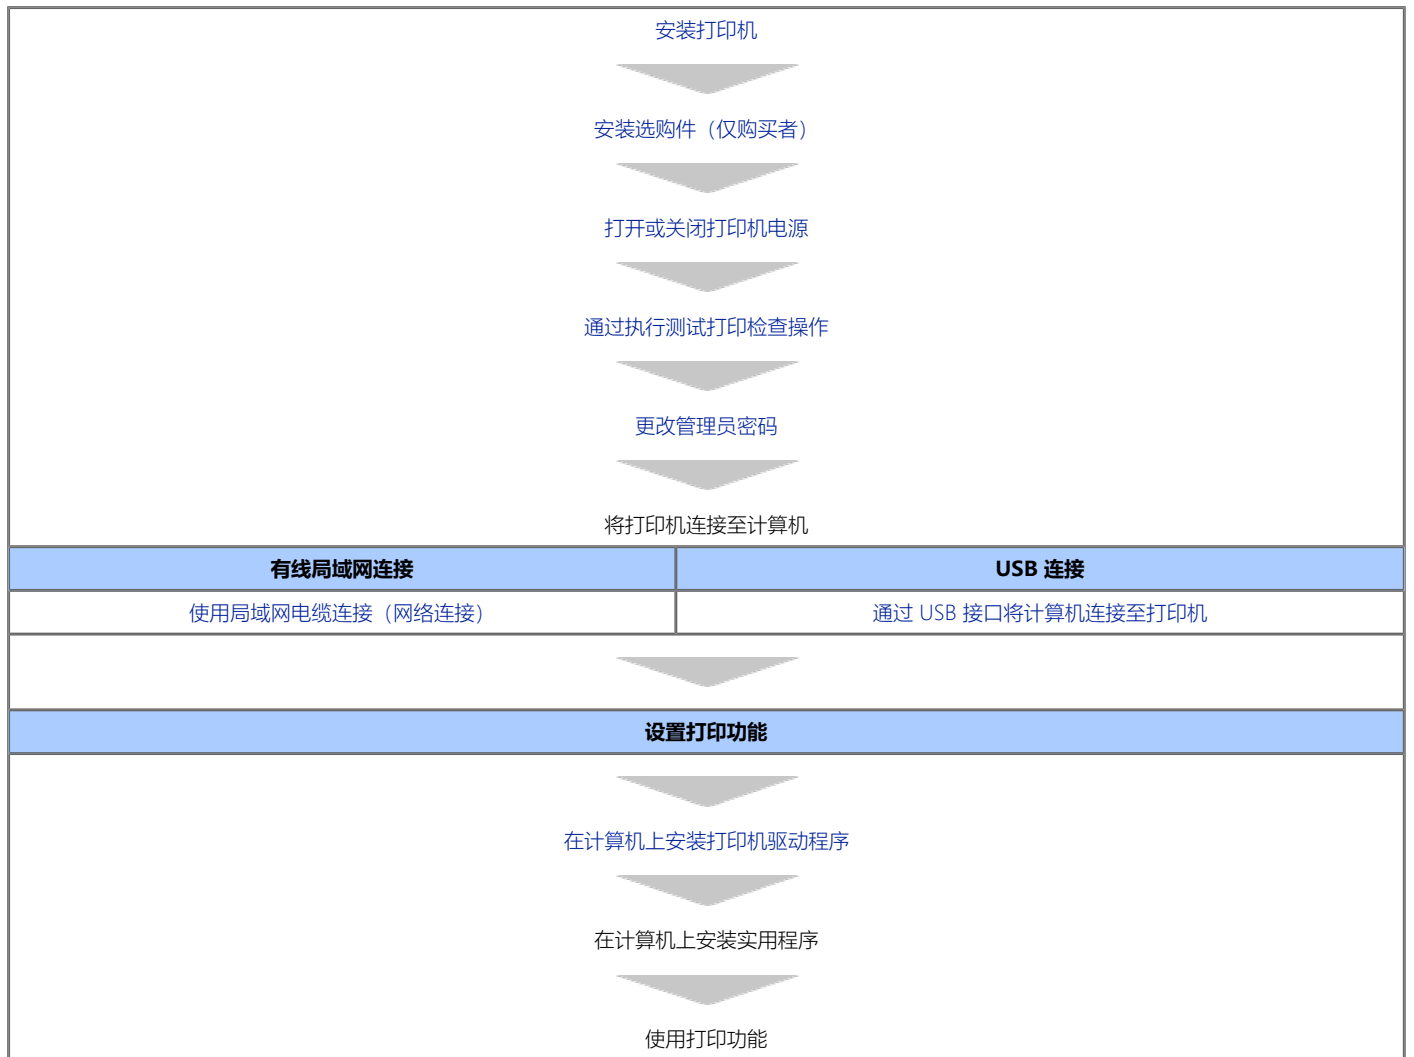 安装打印机
安装选购件（仅购买者）
打开或关闭打印机电源
通过执行测试打印检查操作
更改管理员密码
将打印机连接至计算机
有线局域网连接
USB 连接
使用局域网电缆连接（网络连接）
通过 USB 接口将计算机连接至打印机
设置打印功能
在计算机上安装打印机驱动程序
在计算机上安装实用程序
使用打印功能